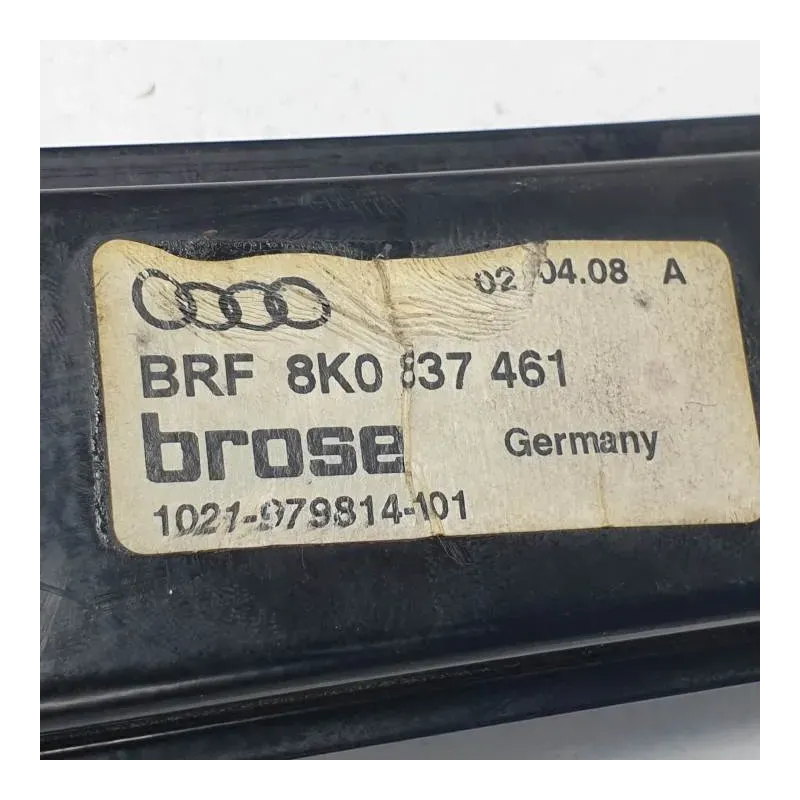 02.04.08 A
BRF 8K0 837 461
brose Germany
1021-979814-101